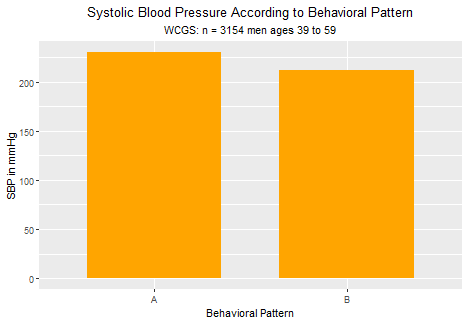 Systolic Blood Pressure According to Behavioral Pattern
WCGS: n = 3154 men ages 39 to 59
SBP in mmHg
200
150
100
50
0
A
B
Behavioral Pattern